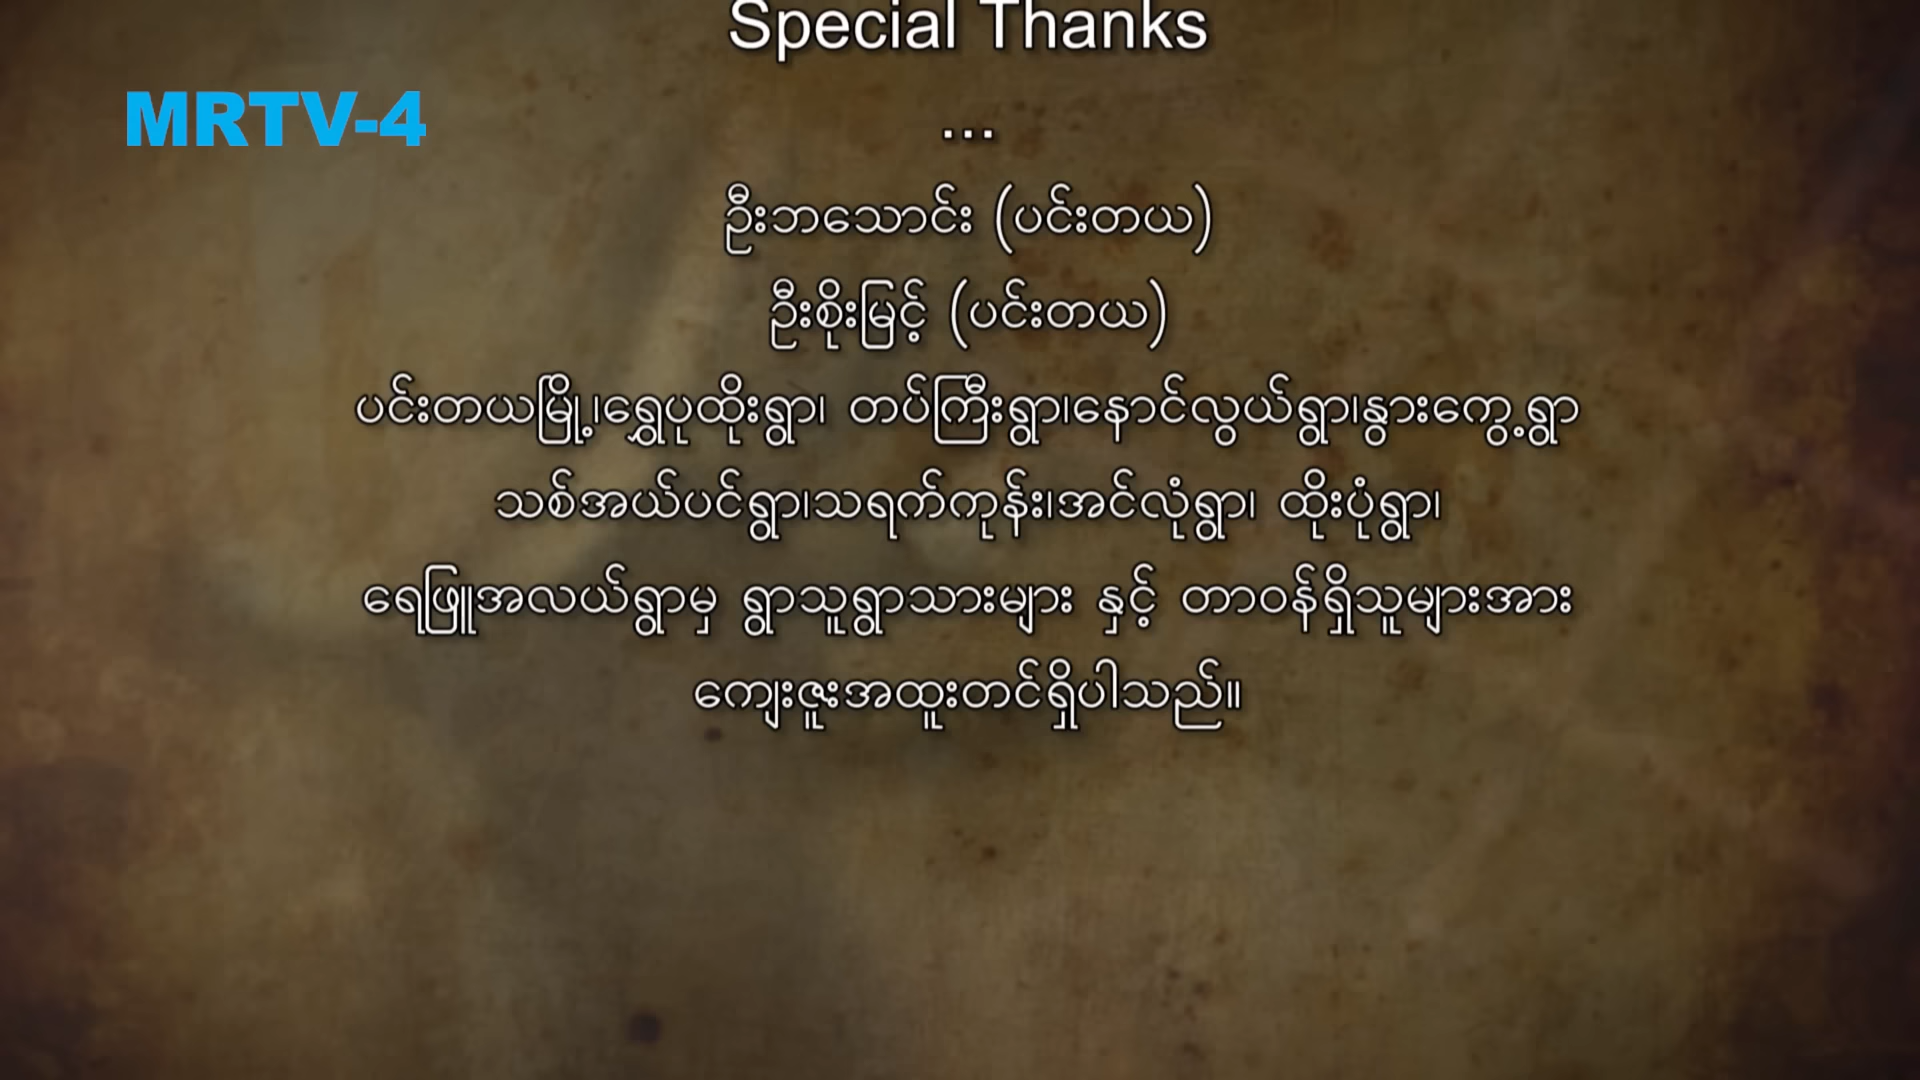 Special Thanks
MRTV-4
...
ဦးဘသောင်း (ပင်းတယ)
ဦးစိုးမြင့် (ပင်းတယ)
ပင်းတယမြို့၊ရွှေပုထိုးရွာ၊ တပ်ကြီးရွာ၊နောင်လွယ်ရွာ၊နွားကွေ့ရွာ
သစ်အယ်ပင်ရွာ၊သရက်ကုန်း၊အင်လုံရွာ၊ ထိုးပုံရွာ၊
ရေဖြူအလယ်ရွာမှ ရွာသူရွာသားများ နှင့် တာဝန်ရှိသူများအား
ကျေးဇူးအထူးတင်ရှိပါသည်။